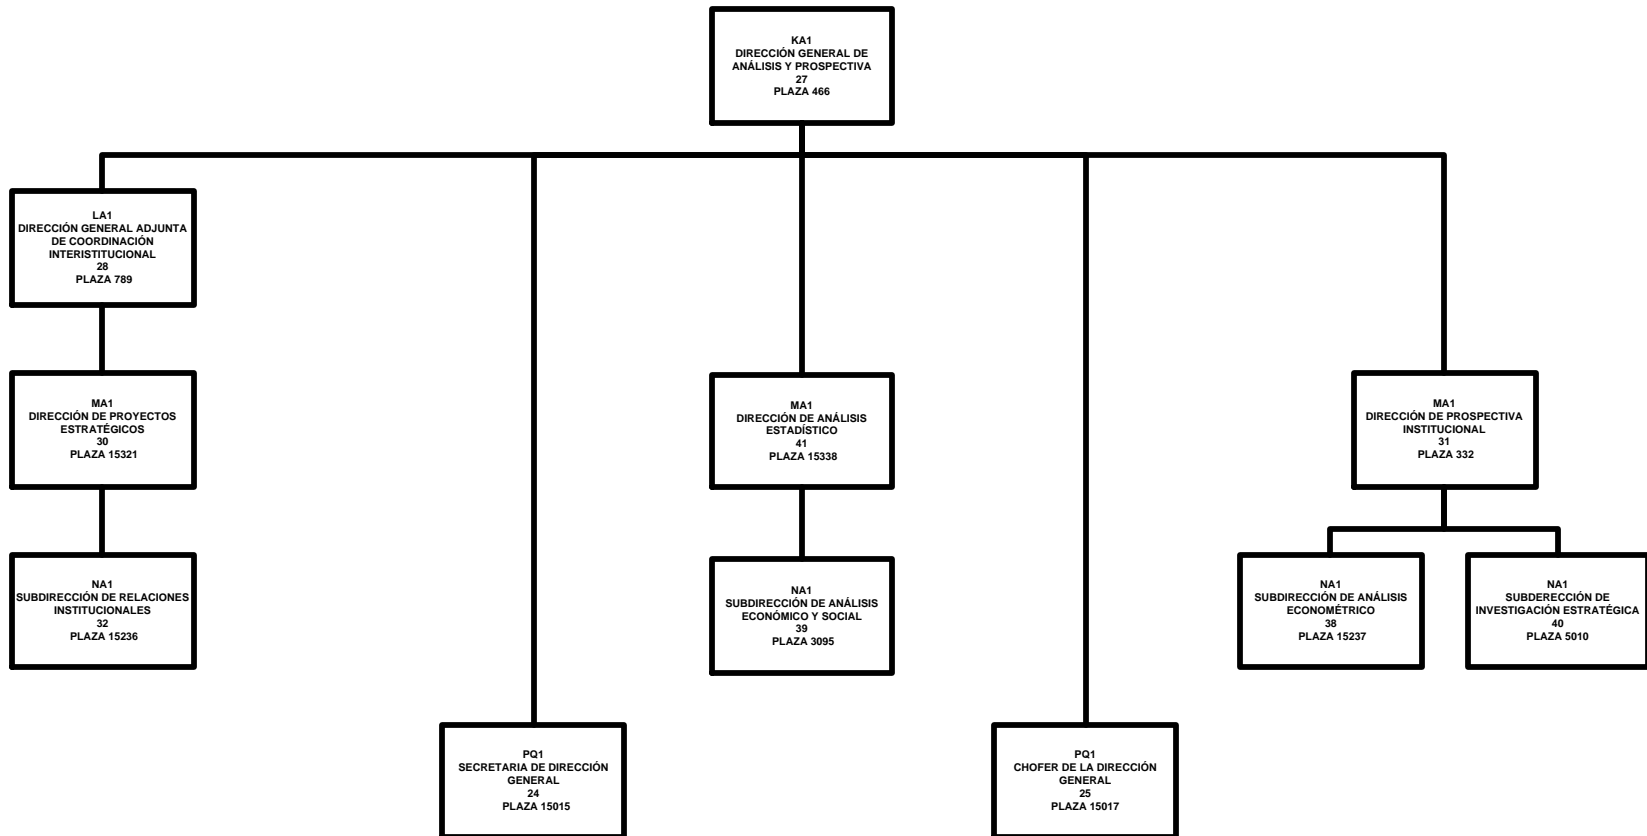 KA1
DIRECCIÓN GENERAL DE
ANÁLISIS Y PROSPECTIVA
27
PLAZA 466
LA1
DIRECCIÓN GENERAL ADJUNTA
DE COORDINACIÓN
INTERISTITUCIONAL
28
PLAZA 789
MA1
DIRECCIÓN DE PROYECTOS
ESTRATÉGICOS
30
PLAZA 15321
MA1
DIRECCIÓN DE ANÁLISIS
ESTADÍSTICO
41
PLAZA 15338
MA1
DIRECCIÓN DE PROSPECTIVA
INSTITUCIONAL
31
PLAZA 332
NA1
SUBDIRECCIÓN DE RELACIONES
INSTITUCIONALES
32
PLAZA 15236
NA1
SUBDIRECCIÓN DE ANÁLISIS
ECONÓMICO Y SOCIAL
39
PLAZA 3095
NA1
SUBDIRECCIÓN DE ANÁLISIS
ECONOMÉTRICO
38
PLAZA 15237
NA1
SUBDERECCIÓN DE
INVESTIGACIÓN ESTRATÉGICA
40
PLAZA 5010
PQ1
SECRETARIA DE DIRECCIÓN
GENERAL
24
PLAZA 15015
PQ1
CHOFER DE LA DIRECCIÓN
GENERAL
25
PLAZA 15017